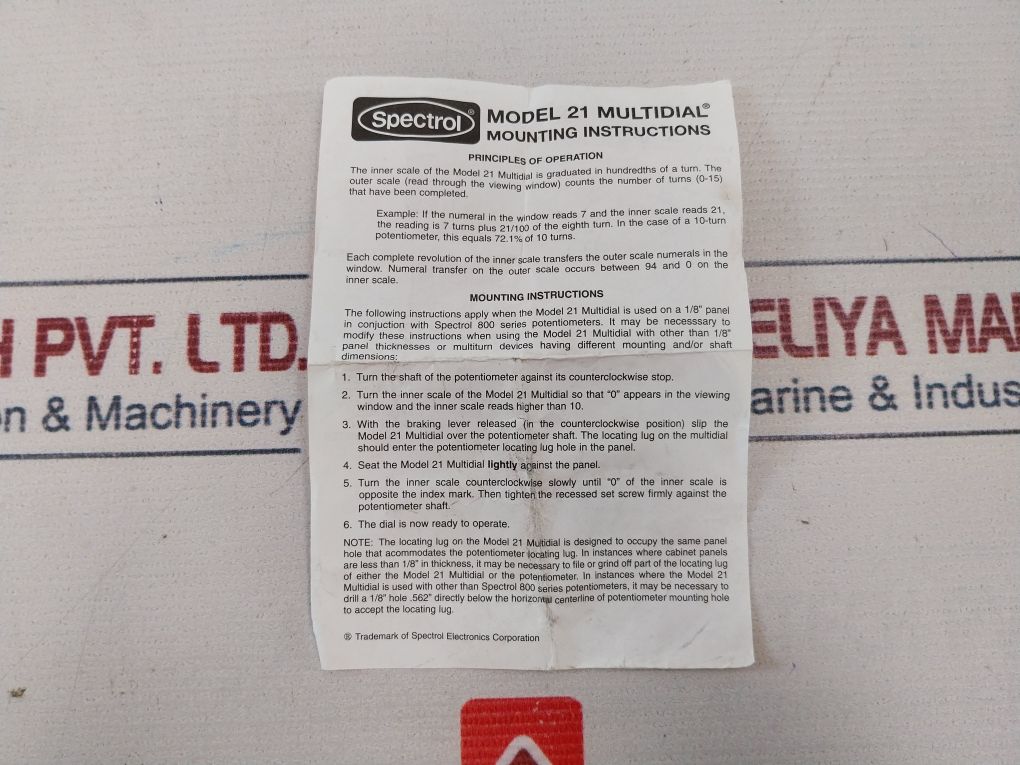 Spectrol®
MODEL 21 MULTIDIAL®
MOUNTING INSTRUCTIONS
PRINCIPLES OF OPERATION
The inner scale of the Model 21 Multidial is graduated in hundredths of a turn. The
outer scale (read through the viewing window) counts the number of turns (0-15)
that have been completed.
Example: If the numeral in the window reads 7 and the inner scale reads 21,
the reading is 7 turns plus 21/100 of the eighth turn. In the case of a 10-turn
potentiometer, this equals 72.1% of 10 turns.
Each complete revolution of the inner scale transfers the outer scale numerals in the
window. Numeral transfer on the outer scale occurs between 94 and 0 on the
inner scale.
MOUNTING INSTRUCTIONS
The following instructions apply when the Model 21 Multidial is used on a 1/8" panel
in conjuction with Spectrol 800 series potentiometers. It may be necesssary to
modify these instructions when using the Model 21 Multidial with other than 1/8"
panel thicknesses or multiturn devices having different mounting and/or shaft
dimensions:
1. Turn the shaft of the potentiometer against its counterclockwise stop.
2. Turn the inner scale of the Model 21 Multidial so that "0" appears in the viewing
window and the inner scale reads higher than 10.
3. With the braking lever released (in the counterclockwise position) slip the
Model 21 Multidial over the potentiometer shaft. The locating lug on the multidial
should enter the potentiometer locating lug hole in the panel.
4. Seat the Model 21 Multidial lightly against the panel.
5. Turn the inner scale counterclockwise slowly until "0" of the inner scale is
opposite the index mark. Then tighten the recessed set screw firmly against the
potentiometer shaft.
6. The dial is now ready to operate.
NOTE: The locating lug on the Model 21 Multidial is designed to occupy the same panel
hole that acommodates the potentiometer locating lug. In instances where cabinet panels
are less than 1/8" in thickness, it may be necessary to file or grind off part of the locating lug
of either the Model 21 Multidial or the potentiometer. In instances where the Model 21
Multidial is used with other than Spectrol 800 series potentiometers, it may be necessary to
drill a 1/8" hole .562" directly below the horizontal centerline of potentiometer mounting hole
to accept the locating lug.
® Trademark of Spectrol Electronics Corporation
H PVT. LTD.
on & Machinery
ELIYA MA
arine & Indus